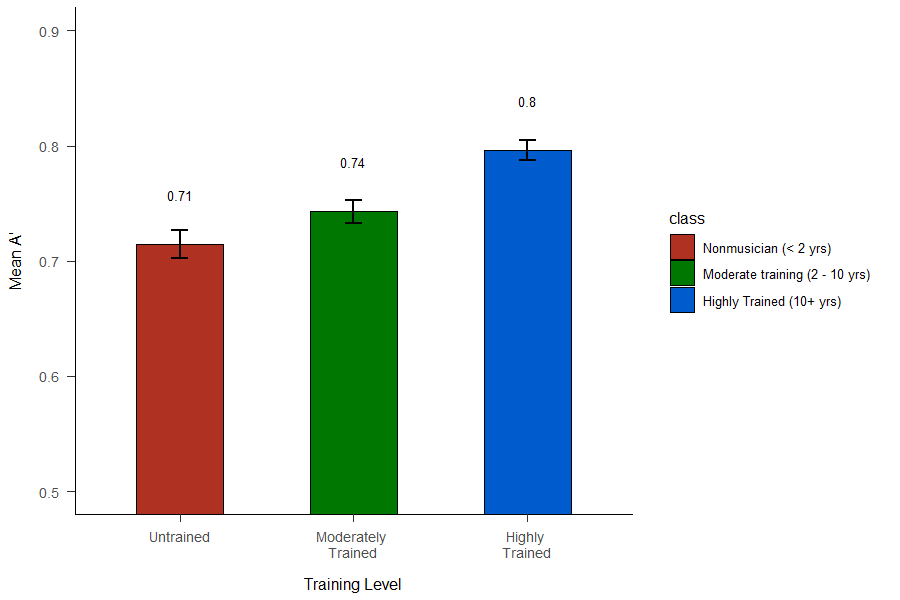 0.9
0.8
0.7
0.6
0.5
Mean A'
0.71
0.74
0.8
Untrained
Moderately
Trained
Highly
Trained
Training Level
class
Nonmusician (< 2 yrs)
Moderate training (2 - 10 yrs)
Highly Trained (10+ yrs)